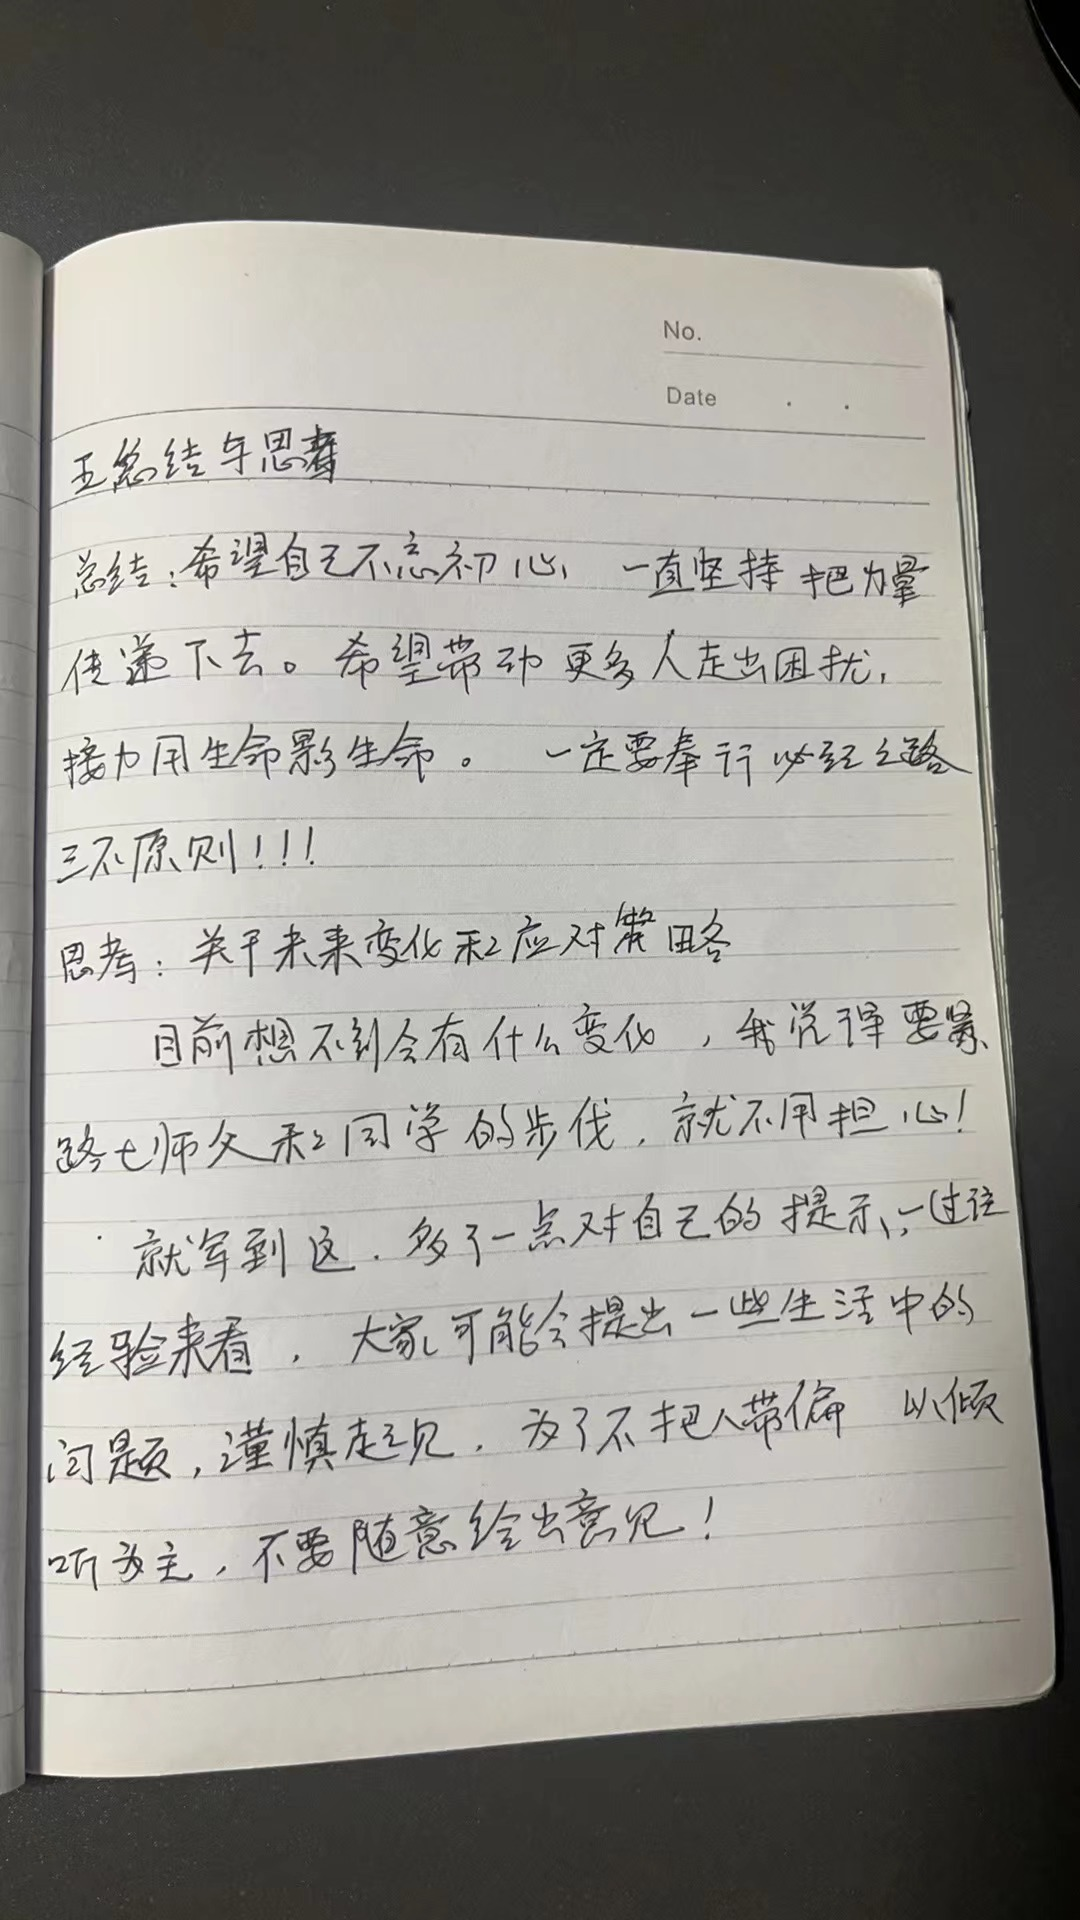 No.
Date
五总结与思考
总结：希望自己不忘初心，一直坚持把力量
传递下去。希望带动更多人走出困扰，
接力用生命影生命。一定要奉行必经之路
三不原则！！！
思考：关于未来变化和应对策略
目前想不到会有什么变化，我觉得要紧
路上师父和同学的步伐，就不用担心！
就写到这．多了一点对自己的提示，过往
经验来看，大家可能会提出一些生活中的
问题，谨慎起见，为了不把人带偏 以倾
听为主，不要随意给出意见！